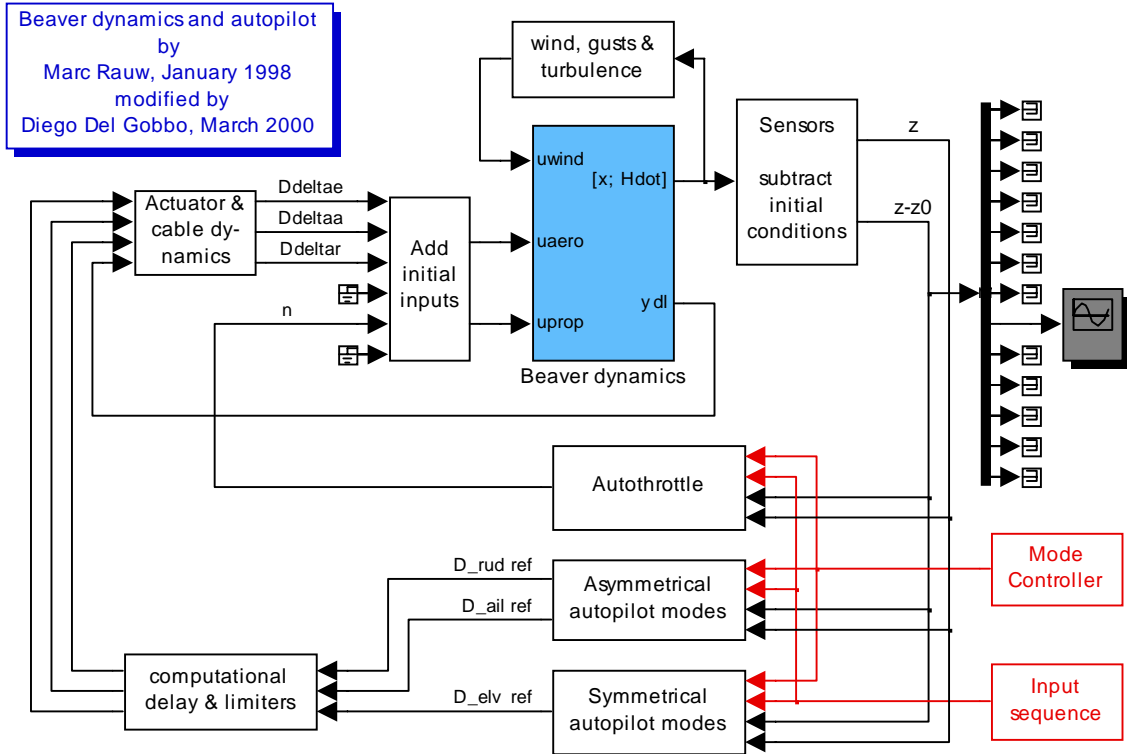 Beaver dynamics and autopilot
by
Marc Rauw, January 1998
modified by
Diego Del Gobbo, March 2000
wind, gusts &
turbulence
Sensors
subtract
initial
conditions
z
z-z0
uwind
[x; Hdot]
uaero
ydl
uprop
Beaver dynamics
Actuator &
cable dy-
namics
Ddeltae
Ddeltaa
Ddeltar
n
Add
initial
inputs
Autothrottle
Mode
Controller
D_rud ref
D_ail ref
Asymmetrical
autopilot modes
computational
delay & limiters
D_elv ref
Symmetrical
autopilot modes
Input
sequence